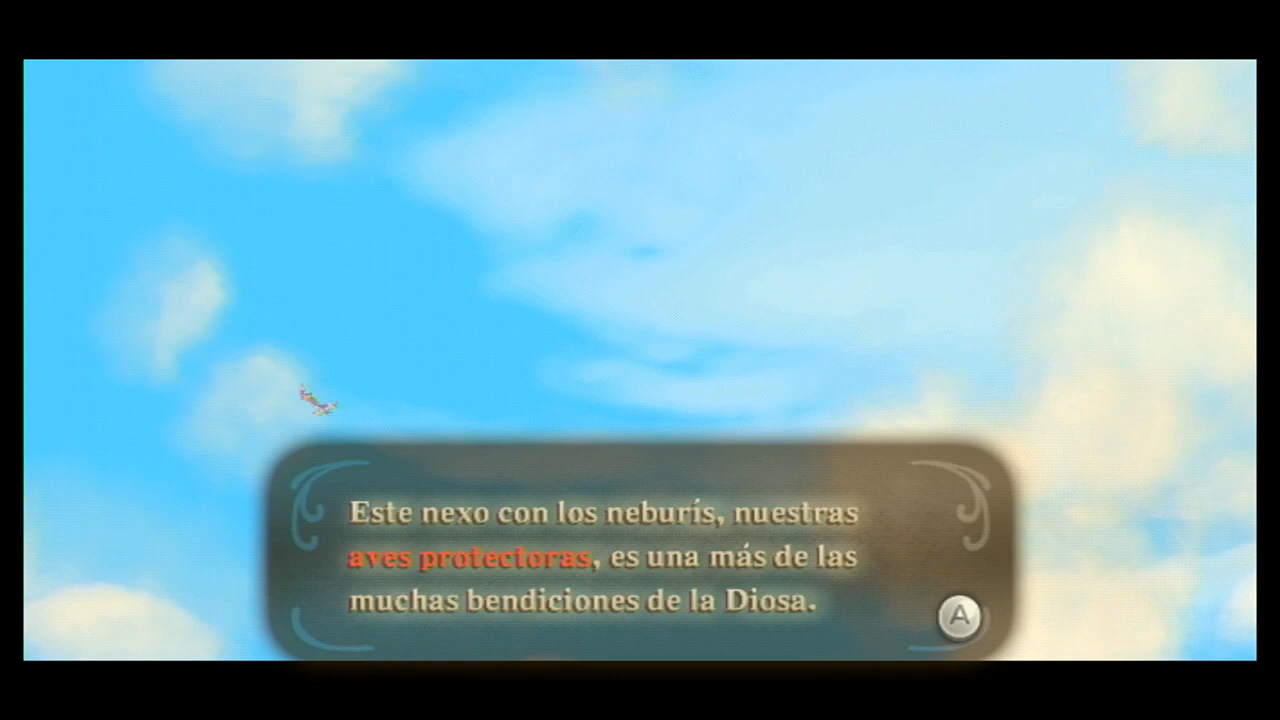 Este nexo con los neburís, nuestras
aves protectoras, es una más de las
muchas bendiciones de la Diosa.
A